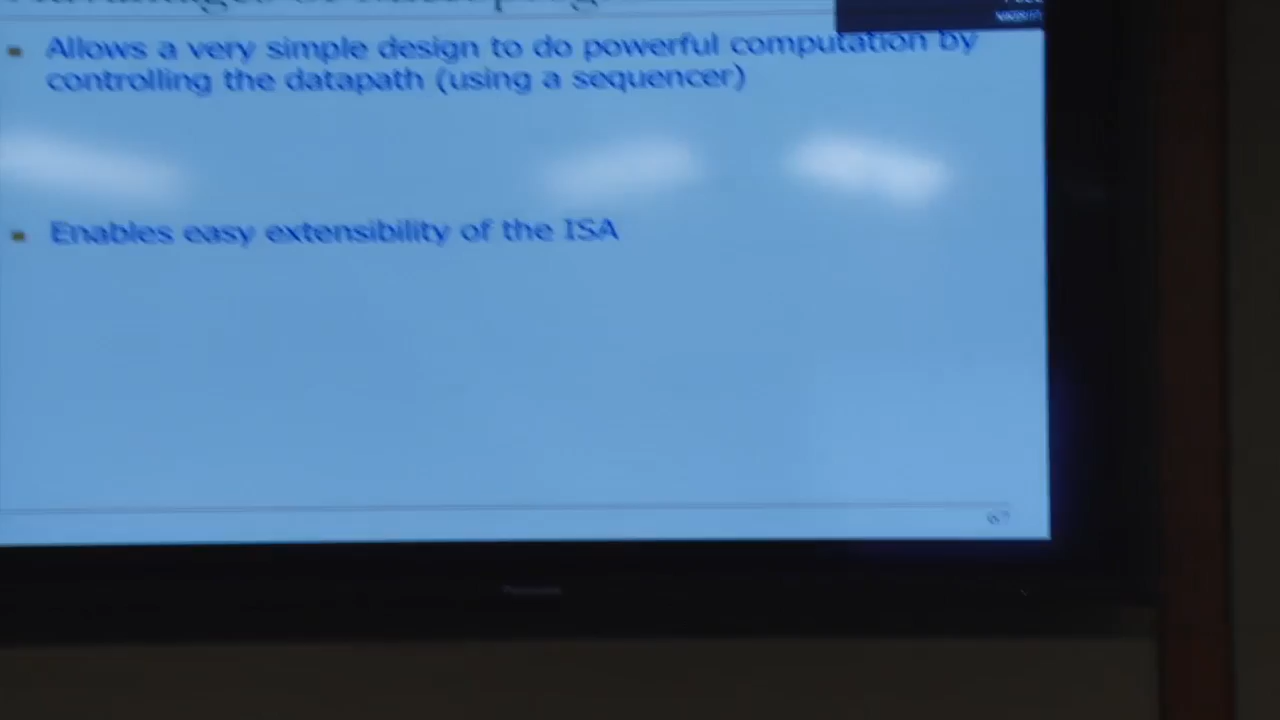 Allows a very simple design to do powerful computation by
controlling the datapath (using a sequencer)
Enables easy extensibility of the ISA